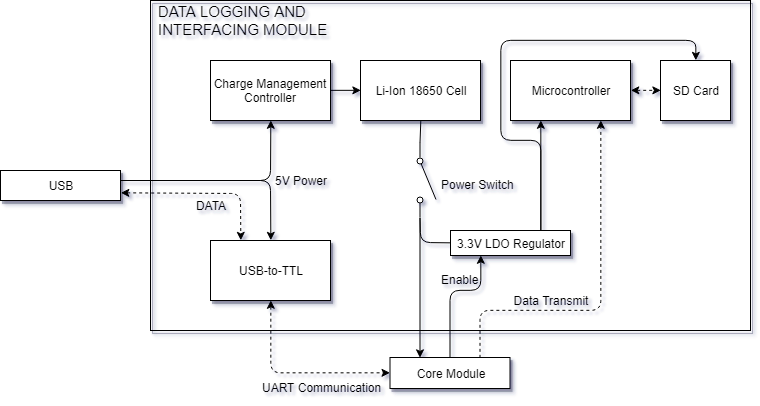 DATA LOGGING AND
INTERFACING MODULE
Charge Management
Controller
Li-Ion 18650 Cell
Microcontroller
SD Card
USB
5V Power
Power Switch
DATA
3.3V LDO Regulator
USB-to-TTL
Enable
Data Transmit
Core Module
UART Communication